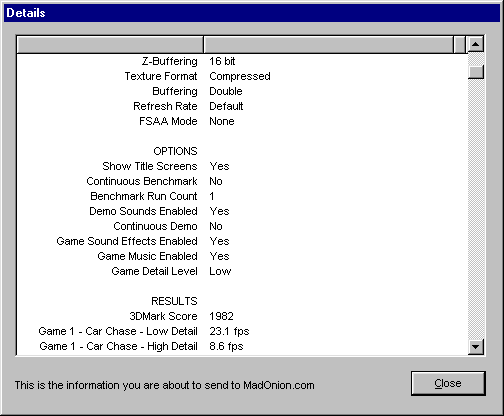 Details
Z-Buffering 16 bit
Texture Format Compressed
Buffering Double
Refresh Rate Default
FSAA Mode None
OPTIONS
Show Title Screens Yes
Continuous Benchmark No
Benchmark Run Count 1
Demo Sounds Enabled Yes
Continuous Demo No
Game Sound Effects Enabled Yes
Game Music Enabled Yes
Game Detail Level Low
RESULTS
3DMark Score 1982
Game 1 - Car Chase - Low Detail 23.1 fps
Game 1 - Car Chase - High Detail 8.6 fps
This is the information you are about to send to MadOnion.com
Close